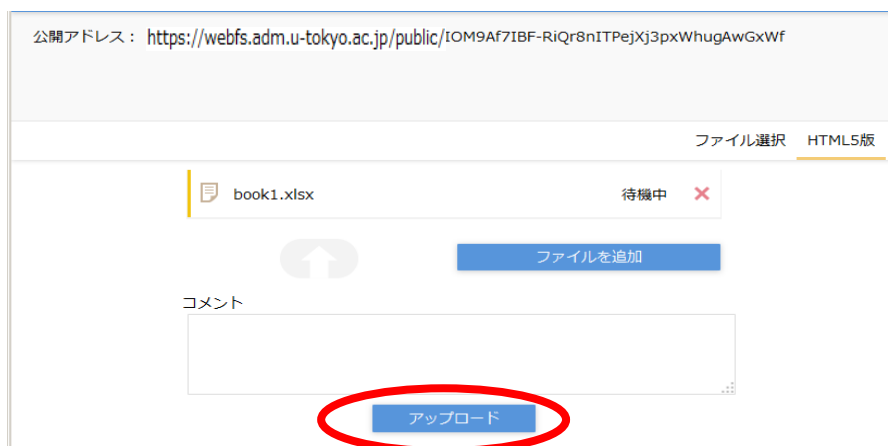 公開アドレス： https://webfs.adm.u-tokyo.ac.jp/public/IOM9Af7IBF-RiQr8nITPejXj3pxWhugAwGxWf
ファイル選択 HTML5版
book1.xlsx 待機中
ファイルを追加
コメント
アップロード